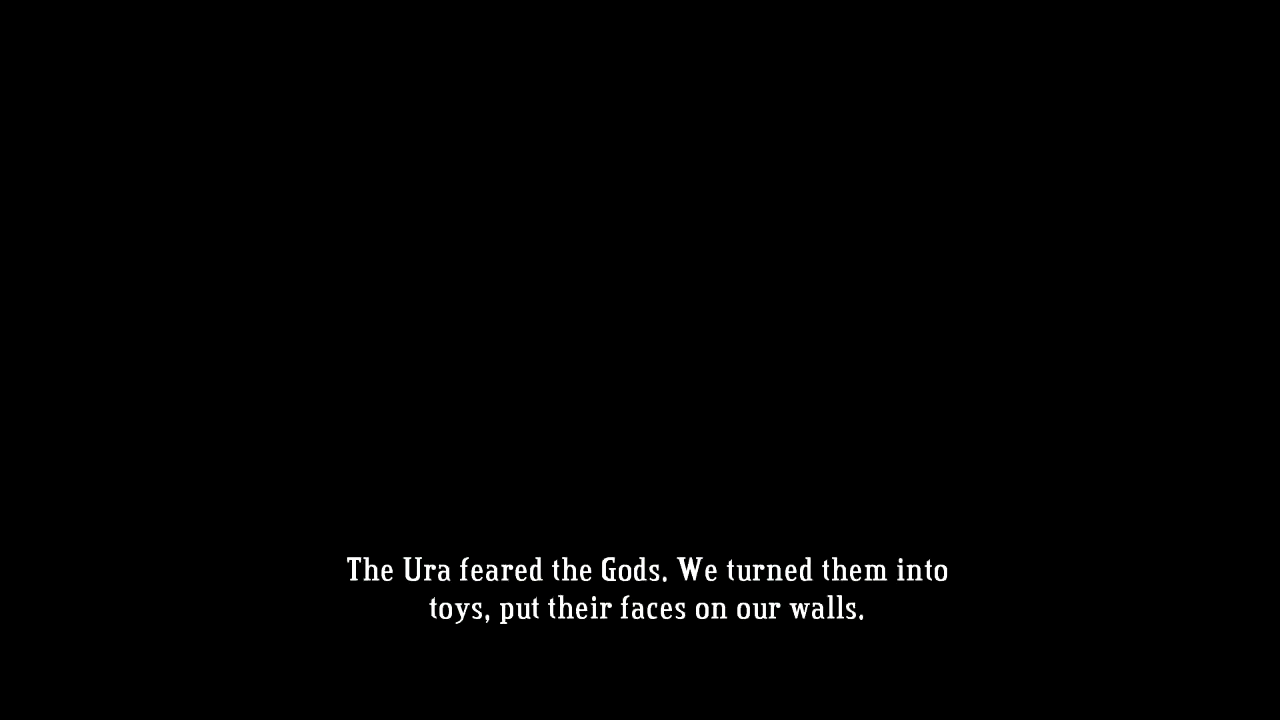 The Ura feared the Gods. We turned them into
toys, put their faces on our walls.